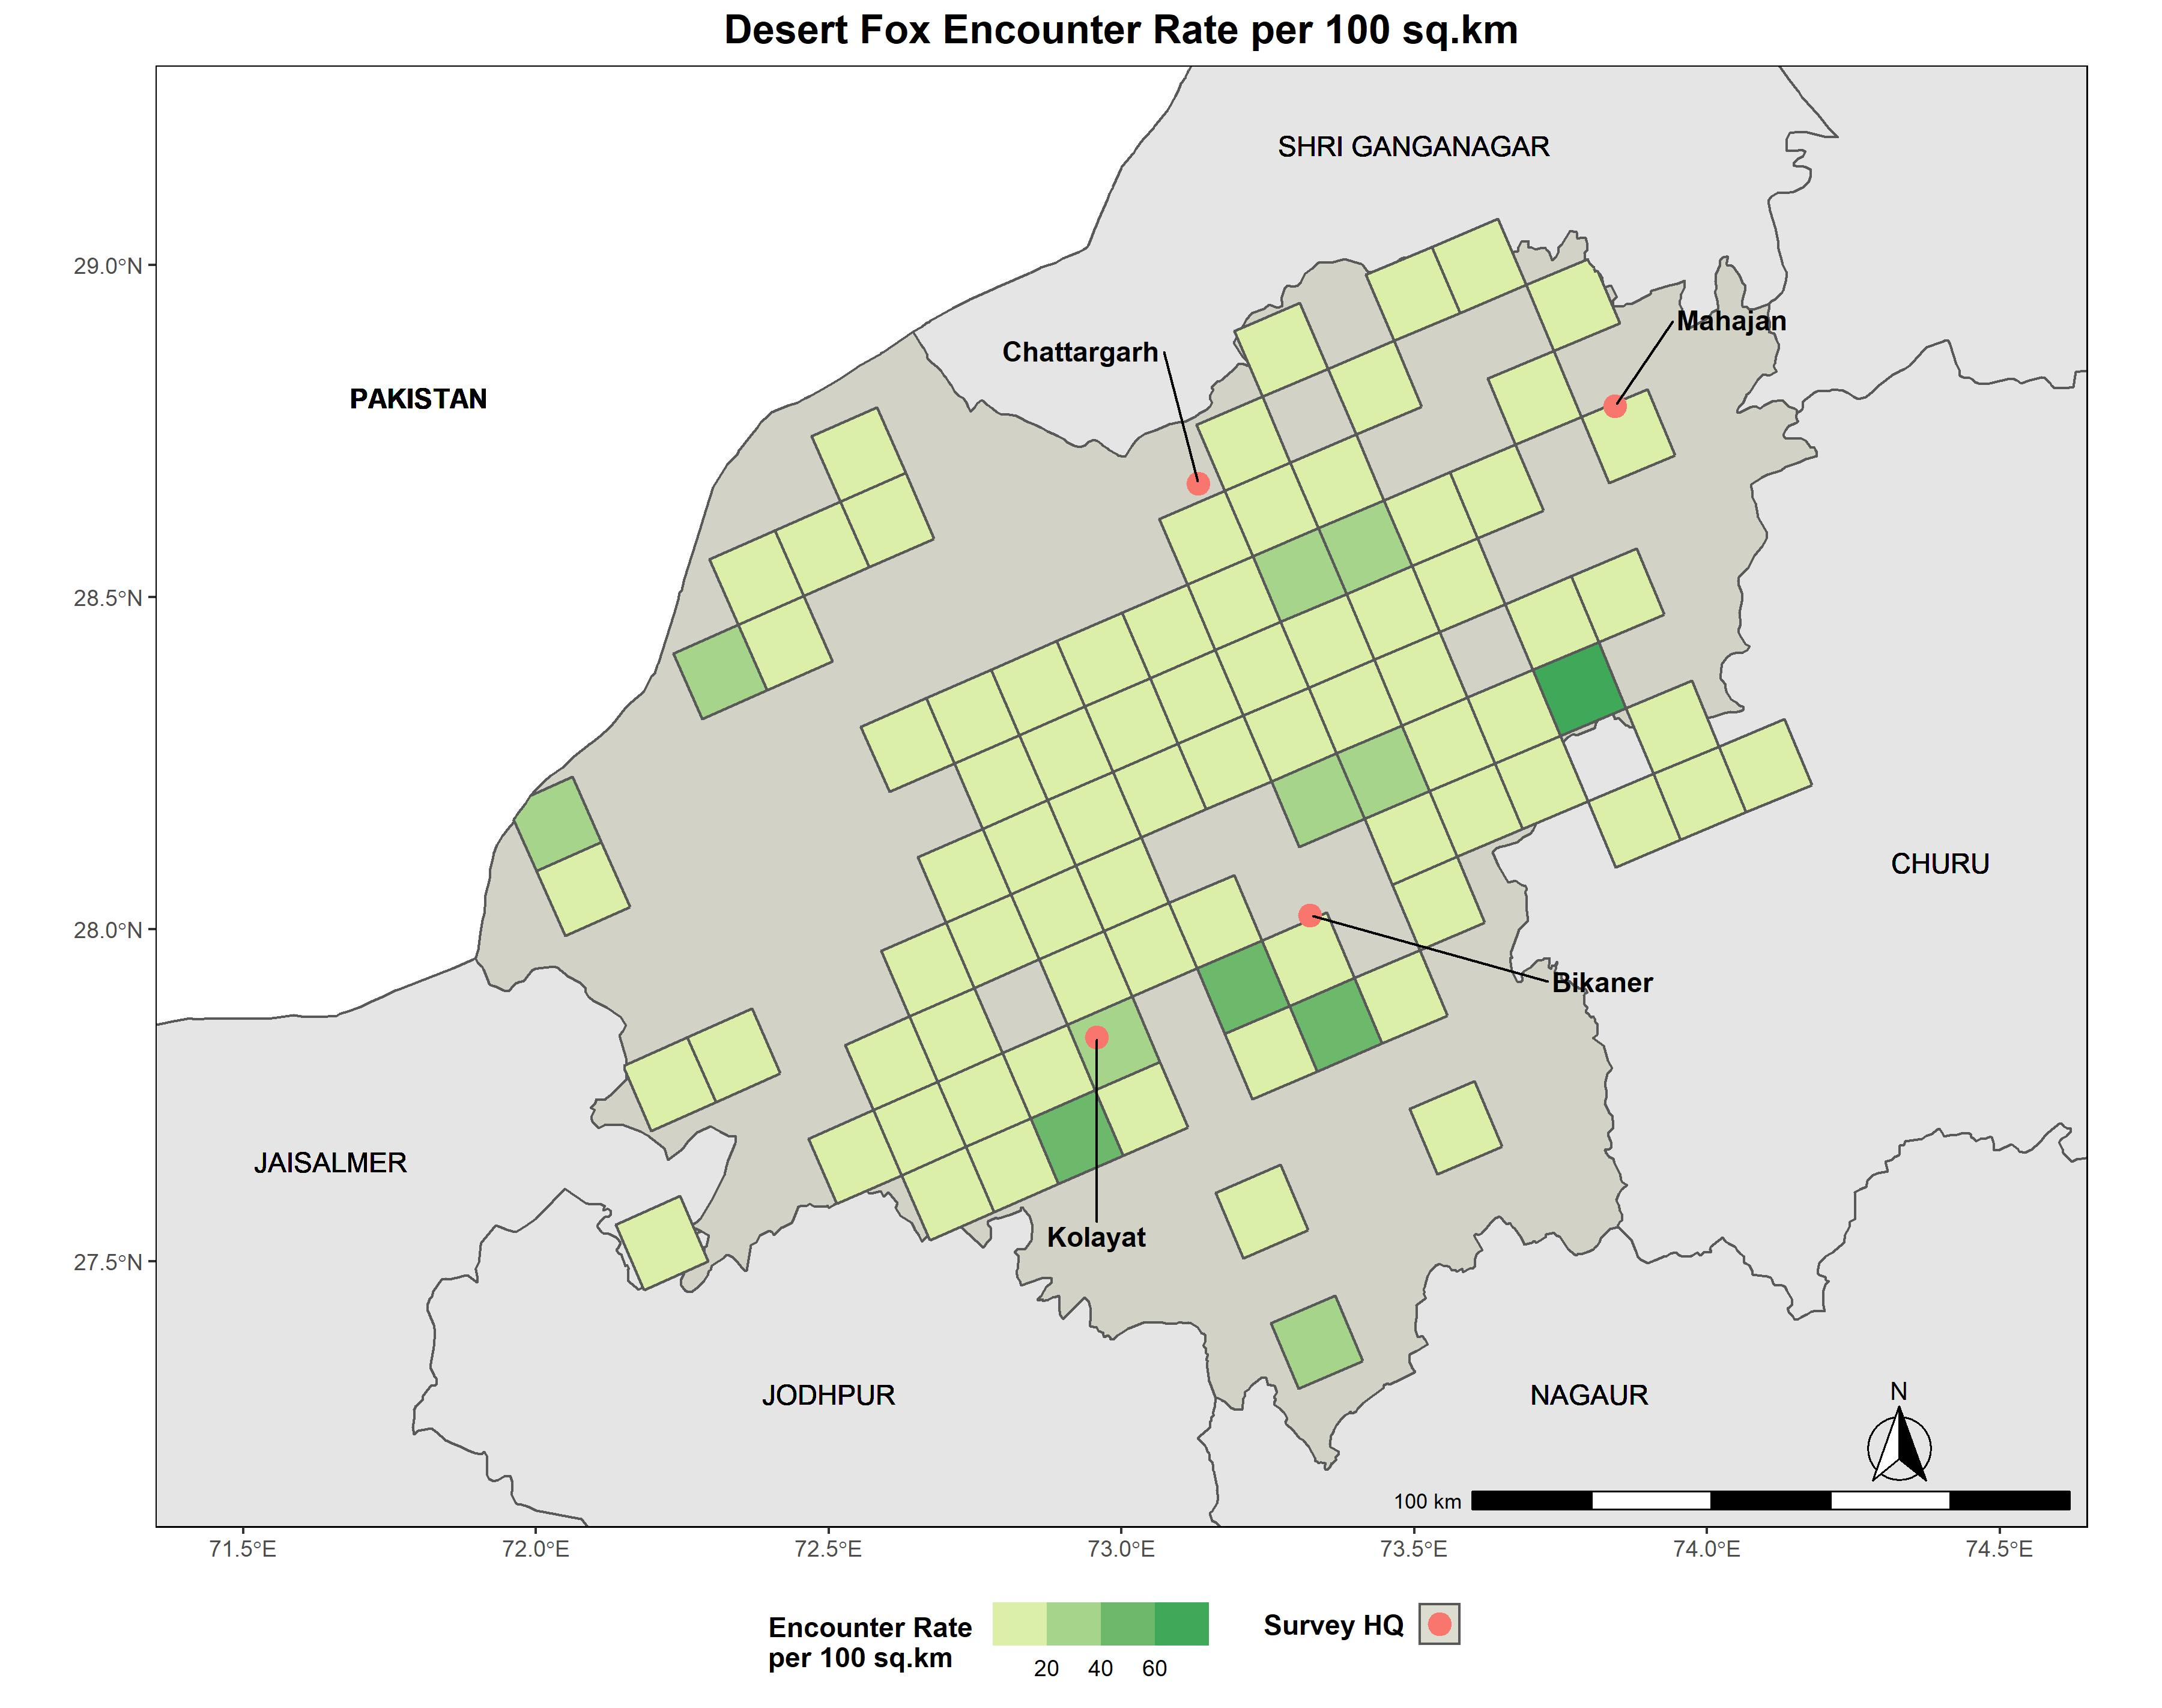 Desert Fox Encounter Rate per 100 sq.km
SHRI GANGANAGAR
29.0°N
Mahajan
Chattargarh
PAKISTAN
28.5°N
CHURU
28.0°N
Bikaner
JAISALMER
Kolayat
27.5°N
JODHPUR
NAGAUR
N
100 km
71.5°E 72.0°E 72.5°E 73.0°E 73.5°E 74.0°E 74.5°E
Encounter Rate
per 100 sq.km
20 40 60
Survey HQ